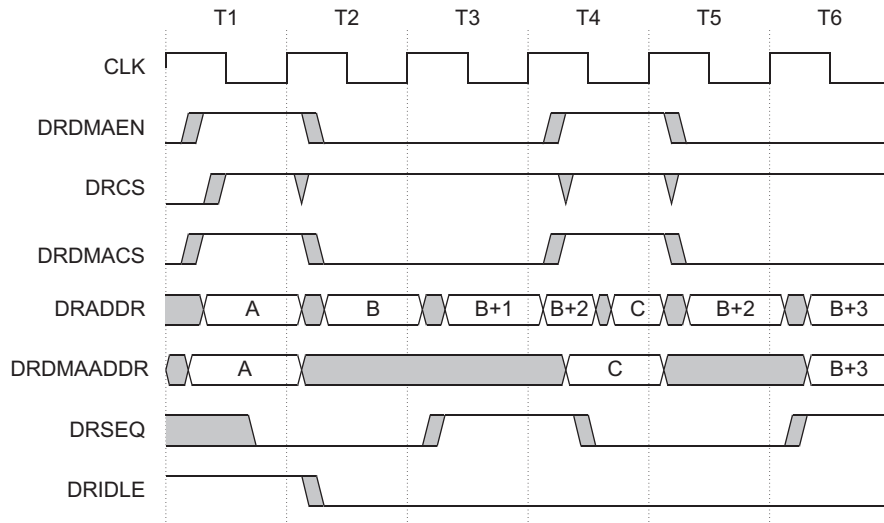 T1 T2 T3 T4 T5 T6
CLK
DRDMAEN
DRCS
DRDMACS
DRADDR A B B+1 B+2 C B+2 B+3
DRDMAADDR A C B+3
DRSEQ
DRIDLE